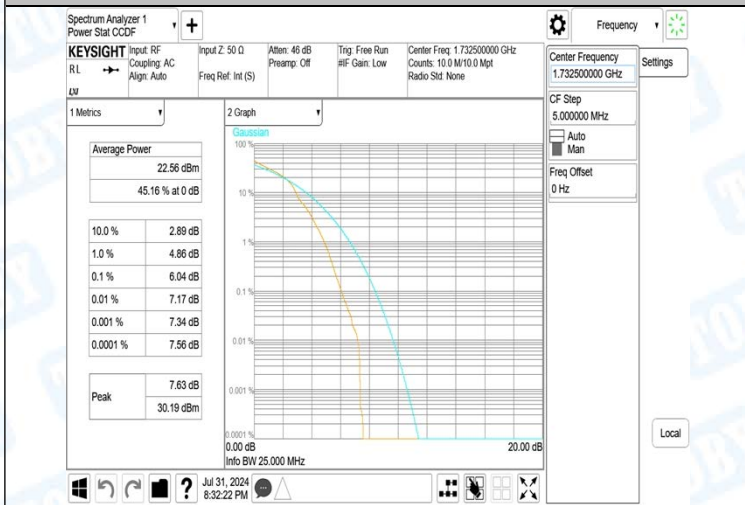 Spectrum Analyzer 1
Power Stat CCDF
Frequency
KEYSIGHT
RL
Input: RF
Coupling: AC
Align: Auto
Input Z: 50 Ω
Freq Ref: Int (S)
Atten: 46 dB
Preamp: Off
Trig: Free Run
#IF Gain: Low
Center Freq: 1.732500000 GHz
Counts: 10.0 M/10.0 Mpt
Radio Std: None
Center Frequency
1.732500000 GHz
Settings
CF Step
5.000000 MHz
Auto
Man
Freq Offset
0 Hz
1 Metrics
Average Power
22.56 dBm
45.16 % at 0 dB
10.0 % 2.89 dB
1.0 % 4.86 dB
0.1 % 6.04 dB
0.01 % 7.17 dB
0.001 % 7.34 dB
0.0001 % 7.56 dB
Peak
7.63 dB
30.19 dBm
2 Graph
Gaussian
100 %
10 %
1 %
0.1 %
0.01 %
0.001 %
0.0001 %
0.00 dB 20.00 dB
Info BW 25.000 MHz
Local
?
Jul 31, 2024
8:32:22 PM